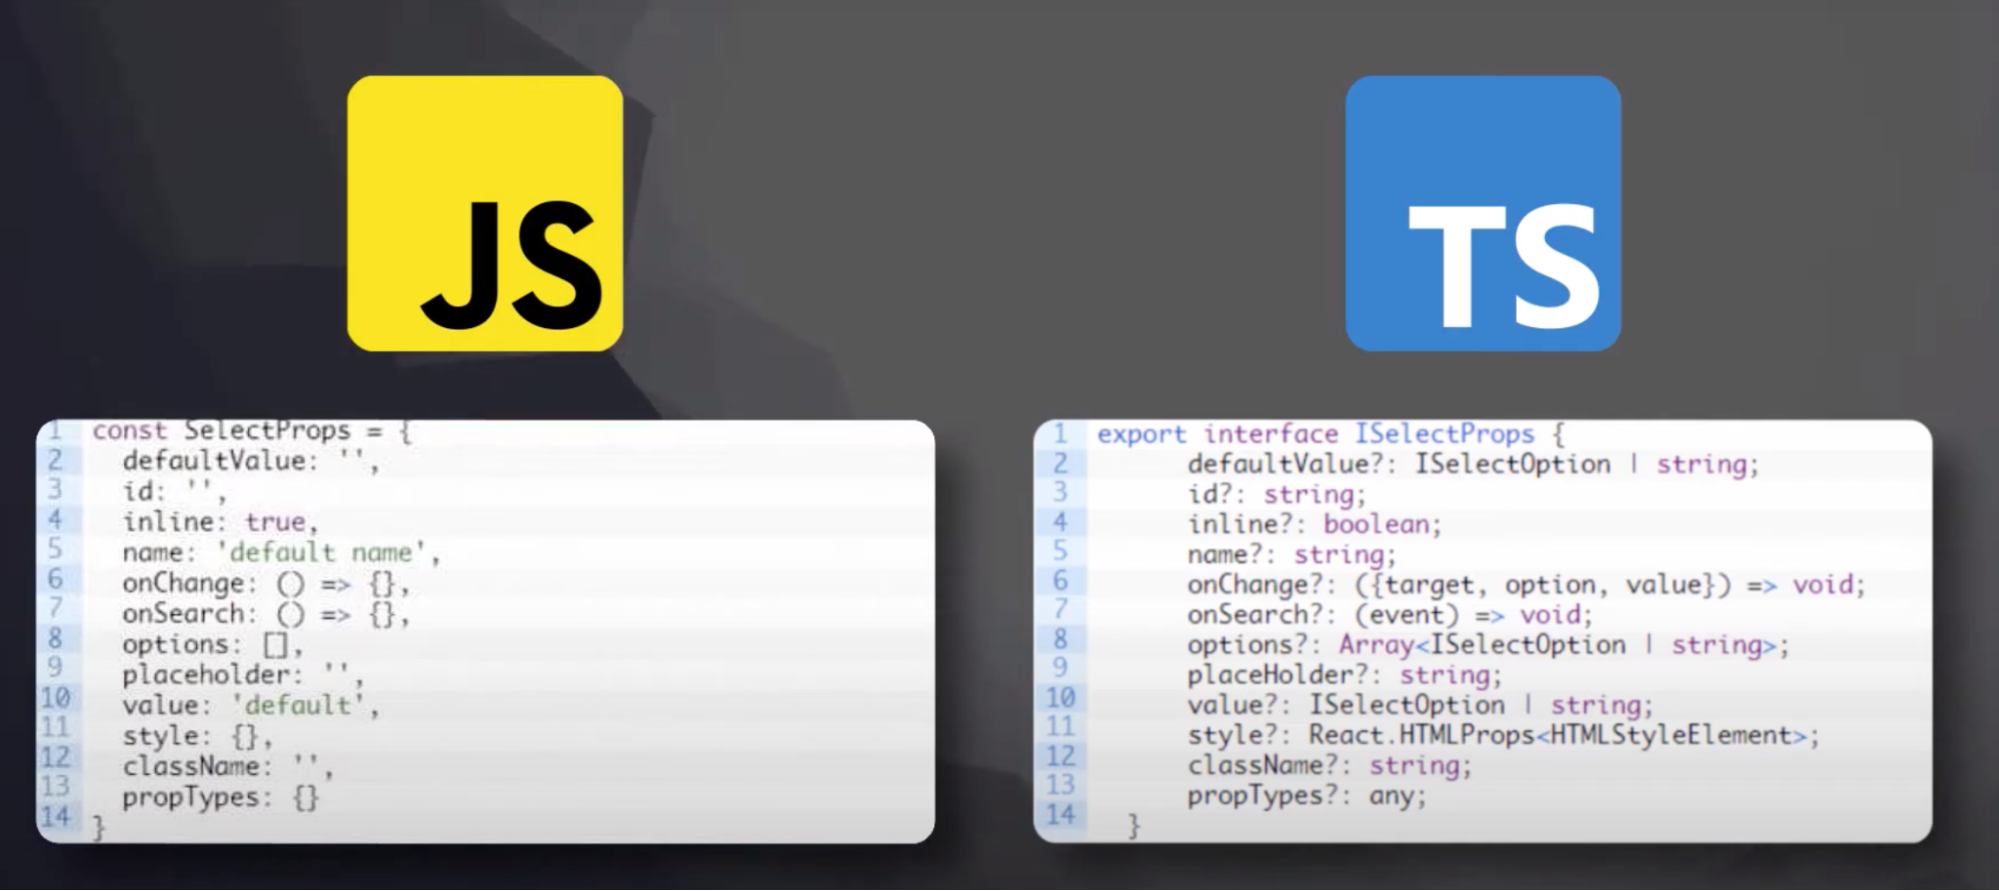 JS
1 const SelectProps = {
2 defaultValue: '',
3 id: '',
4 inline: true,
5 name: 'default name',
6 onChange: () => {},
7 onSearch: () => {},
8 options: [],
9 placeholder: '',
10 value: 'default',
11 style: {},
12 className: '',
13 propTypes: {}
14 }
TS
1 export interface ISelectProps {
2 defaultValue?: ISelectOption | string;
3 id?: string;
4 inline?: boolean;
5 name?: string;
6 onChange?: ({target, option, value}) => void;
7 onSearch?: (event) => void;
8 options?: Array<ISelectOption | string>;
9 placeHolder?: string;
10 value?: ISelectOption | string;
11 style?: React.HTMLProps<HTMLStyleElement>;
12 className?: string;
13 propTypes?: any;
14 }